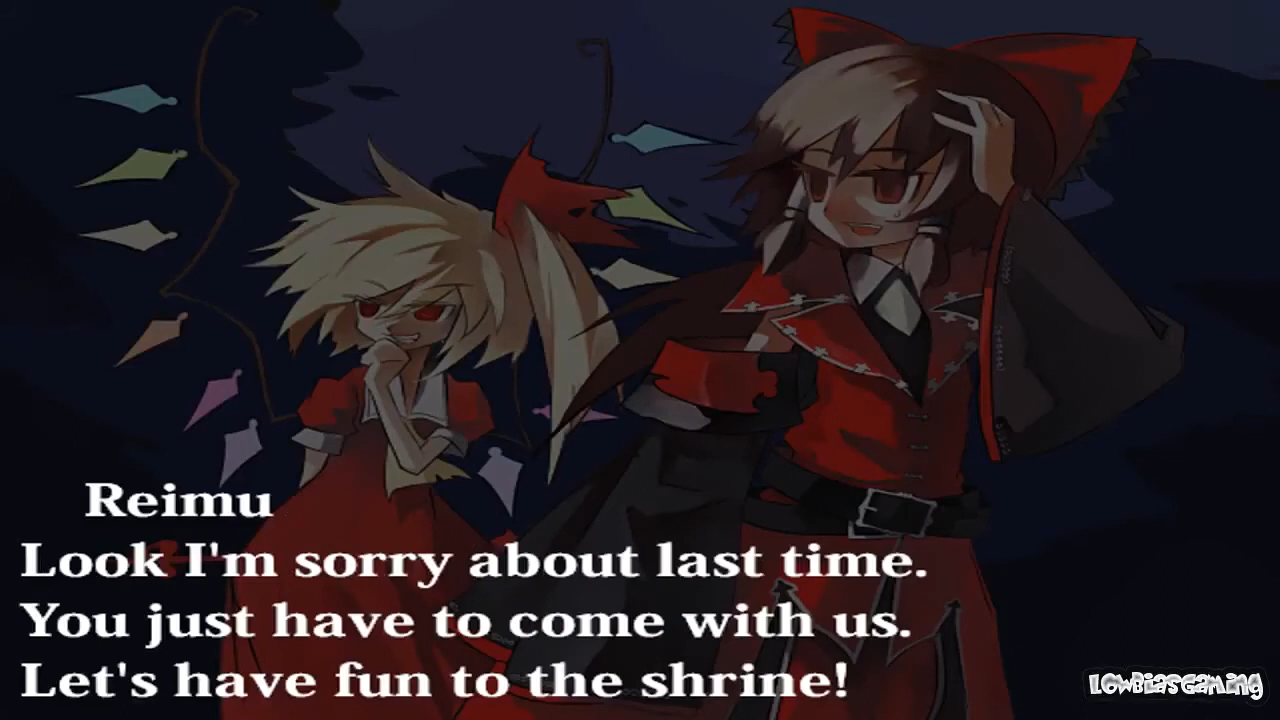 Reimu
Look I'm sorry about last time.
You just have to come with us.
Let's have fun to the shrine!
LowBiasGaming